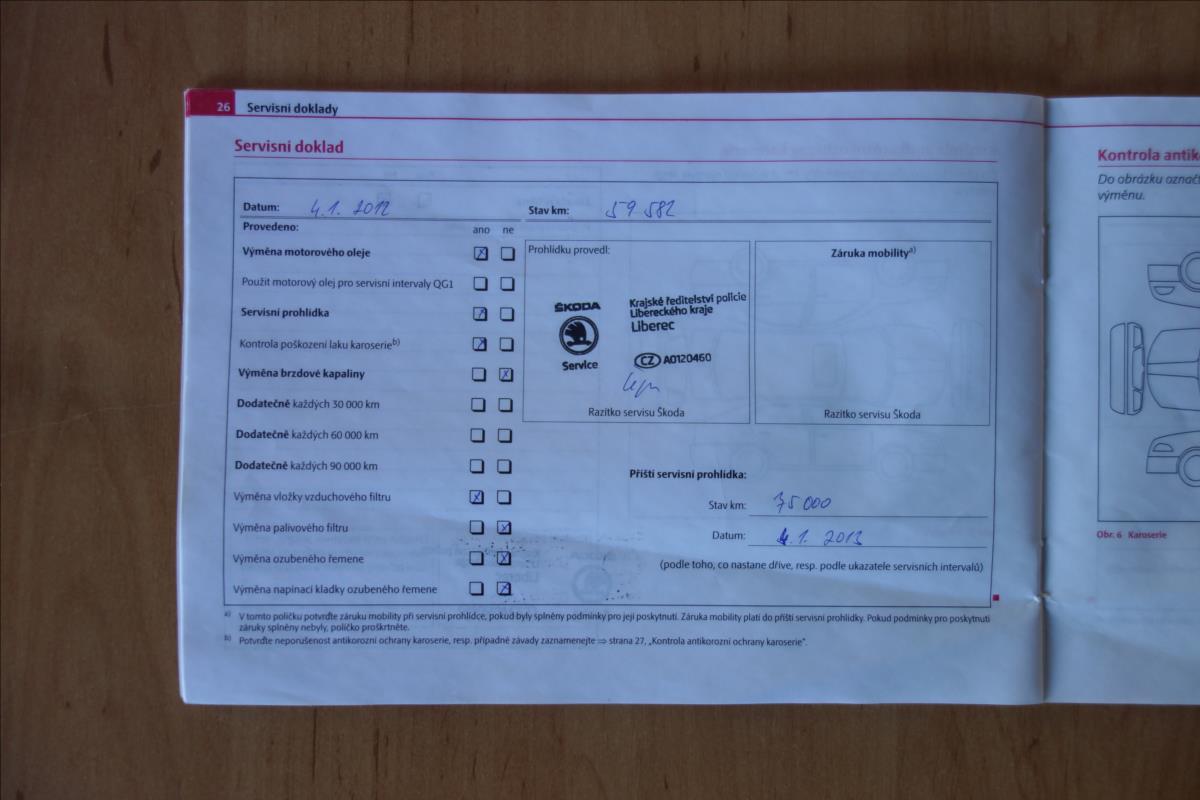 26 Servisní doklady
Servisní doklad
Datum: 4.1. 2012 Stav km: 59 582
Provedeno: ano ne
Výměna motorového oleje
Použit motorový olej pro servisní intervaly QG1
Servisní prohlídka
Kontrola poškození laku karoserie b)
Výměna brzdové kapaliny
Dodatečně každých 30 000 km
Dodatečně každých 60 000 km
Dodatečně každých 90 000 km
Výměna vložky vzduchového filtru
Výměna palivového filtru
Výměna ozubeného řemene
Výměna napínací kladky ozubeného řemene
Prohlídku provedl:
ŠKODA
Service
Krajské ředitelství policie
Libereckého kraje
Liberec
CZ A0120460
Razítko servisu Škoda
Záruka mobility a)
Razítko servisu Škoda
Příští servisní prohlídka:
Stav km: 75 000
Datum: 4.1. 2013
(podle toho, co nastane dříve, resp. podle ukazatele servisních intervalů)
a) V tomto políčku potvrďte záruku mobility při servisní prohlídce, pokud byly splněny podmínky pro její poskytnutí. Záruka mobility platí do příští servisní prohlídky. Pokud podmínky pro poskytnutí
záruky splněny nebyly, políčko proškrtněte.
b) Potvrďte neporušenost antikorozní ochrany karoserie, resp. případné závady zaznamenejte ⇒ strana 27, „Kontrola antikorozní ochrany karoserie".
Kontrola antik
Do obrázku označt
výměnu.
Obr. 6 Karoserie